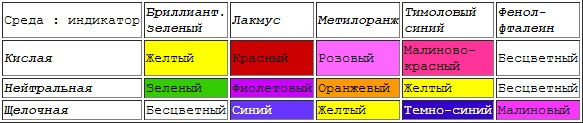 Среда : индикатор Бриллиант. зеленый Лакмус Метилоранж Тимоловый синий Фенол- фталеин
Кислая Желтый Красный Розовый Малиново- красный Бесцветный
Нейтральная Зеленый Фиолетовый Оранжевый Желтый Бесцветный
Щелочная Бесцветный Синий Желтый Темно-синий Малиновый